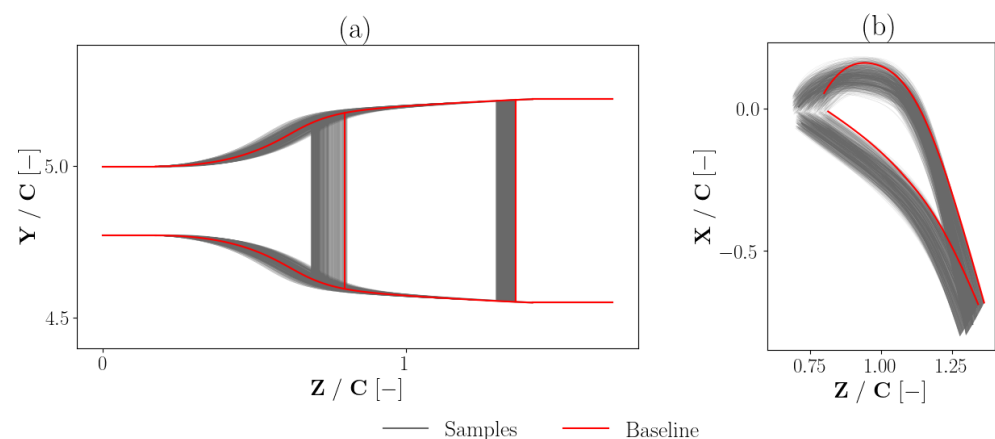 (a)
(b)
Y / C [−]
5.0
4.5
0
1
Z / C [−]
X / C [−]
0.0
−0.5
0.75
1.00
1.25
Z / C [−]
Samples
Baseline